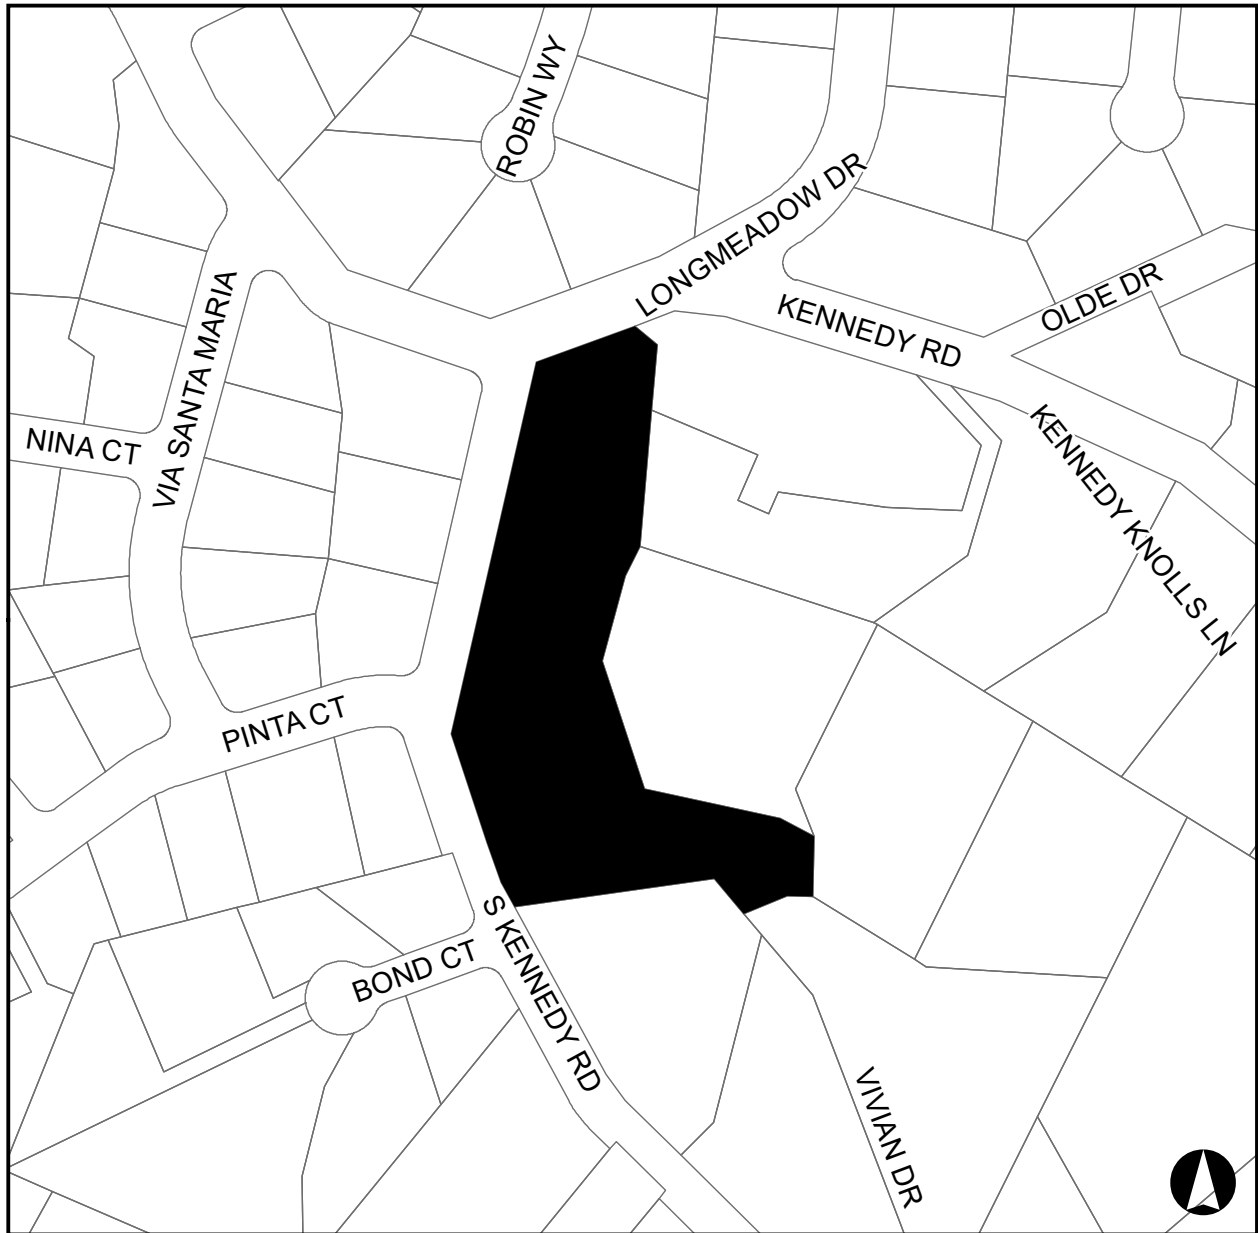 ROBIN WY
LONGMEADOW DR
OLDE DR
KENNEDY RD
VIA SANTA MARIA
NINA CT
KENNEDY KNOLLS LN
PINTA CT
S KENNEDY RD
BOND CT
VIVIAN DR